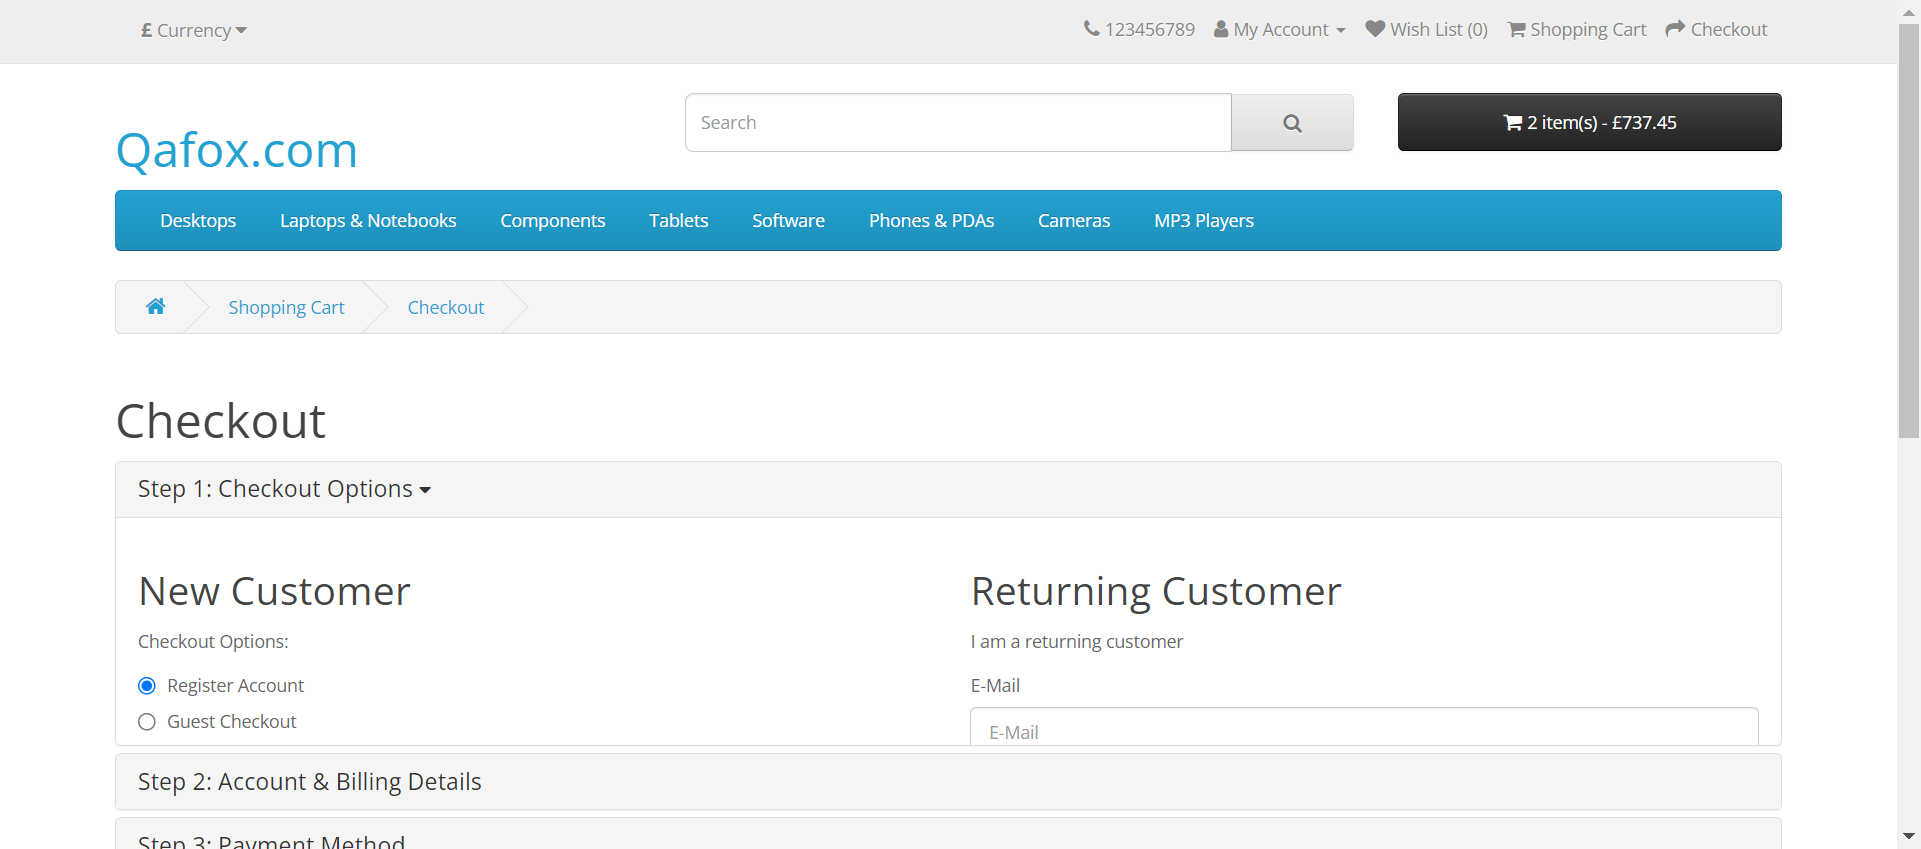 £ Currency
123456789 My Account Wish List (0) Shopping Cart Checkout
Qafox.com
Search
2 item(s) - £737.45
Desktops Laptops & Notebooks Components Tablets Software Phones & PDAs Cameras MP3 Players
Shopping Cart Checkout
Checkout
Step 1: Checkout Options
New Customer
Checkout Options:
Register Account
Guest Checkout
Returning Customer
I am a returning customer
E-Mail
E-Mail
Step 2: Account & Billing Details
Step 3: Payment Method